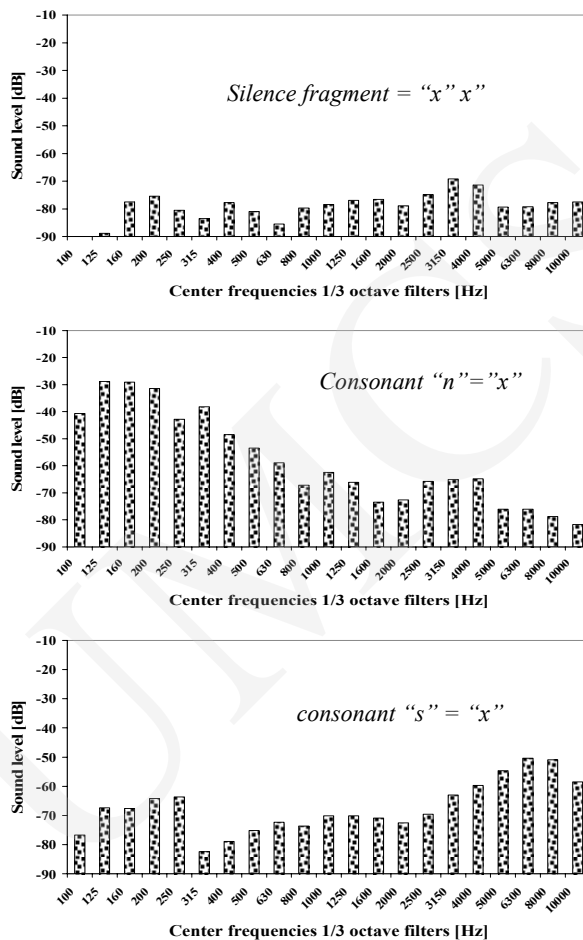 -10
-20
-30
-40
-50
-60
-70
-80
-90
Sound level [dB]
Silence fragment = “x” x”
100 125 160 200 250 315 400 500 630 800 1000 1250 1600 2000 2500 3150 4000 5000 6300 8000 10000
Center frequencies 1/3 octave filters [Hz]
-10
-20
-30
-40
-50
-60
-70
-80
-90
Sound level [dB]
Consonant “n”=”x”
100 125 160 200 250 315 400 500 630 800 1000 1250 1600 2000 2500 3150 4000 5000 6300 8000 10000
Center frequencies 1/3 octave filters [Hz]
-10
-20
-30
-40
-50
-60
-70
-80
-90
Sound level [dB]
consonant “s” = “x”
100 125 160 200 250 315 400 500 630 800 1000 1250 1600 2000 2500 3150 4000 5000 6300 8000 10000
Center frequencies 1/3 octave filters [Hz]
UMCS